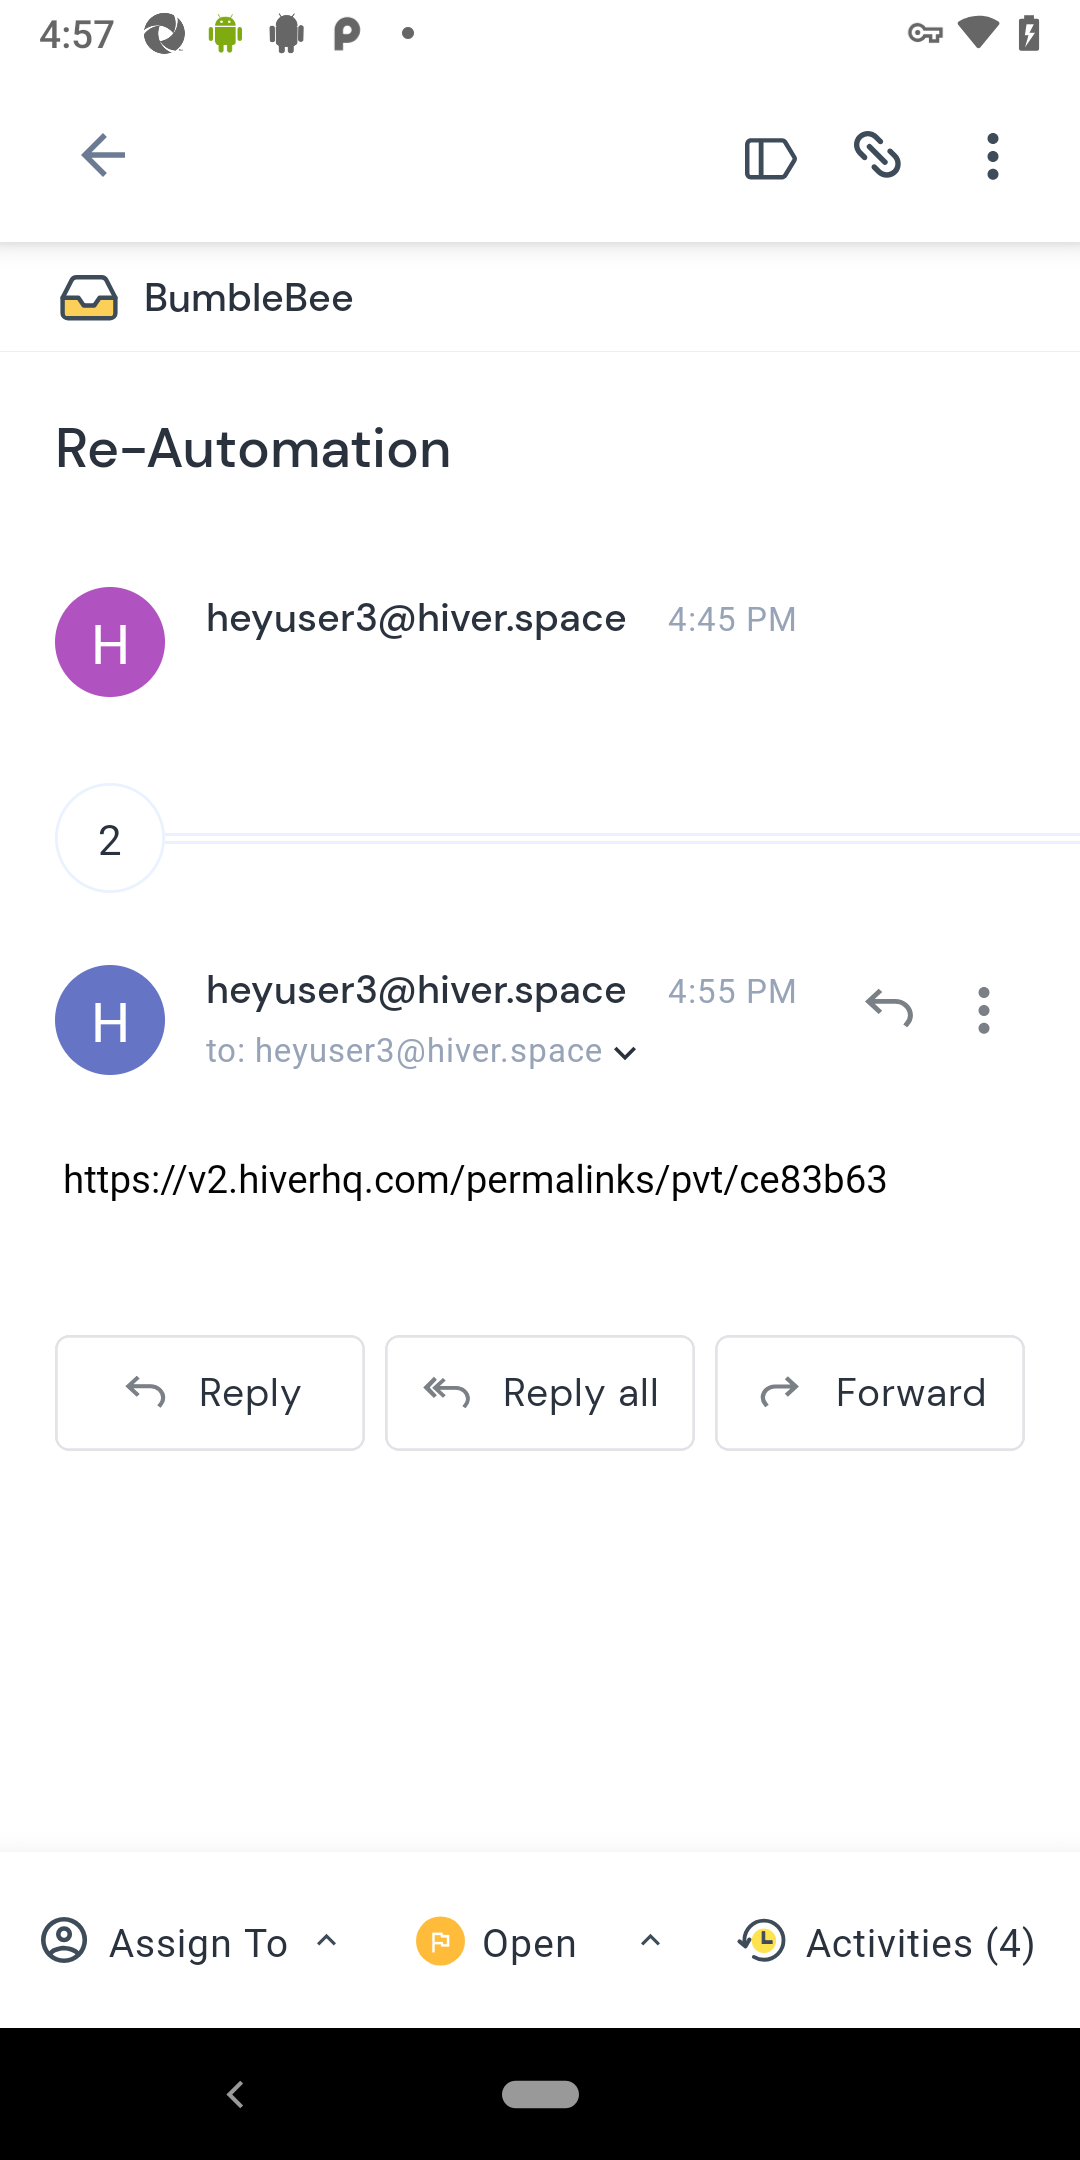 4:57
BumbleBee
Re-Automation
H
heyuser3@hiver.space 4:45 PM
2
H
heyuser3@hiver.space 4:55 PM
to: heyuser3@hiver.space
https://v2.hiverhq.com/permalinks/pvt/ce83b63
Reply Reply all Forward
Assign To Open Activities (4)